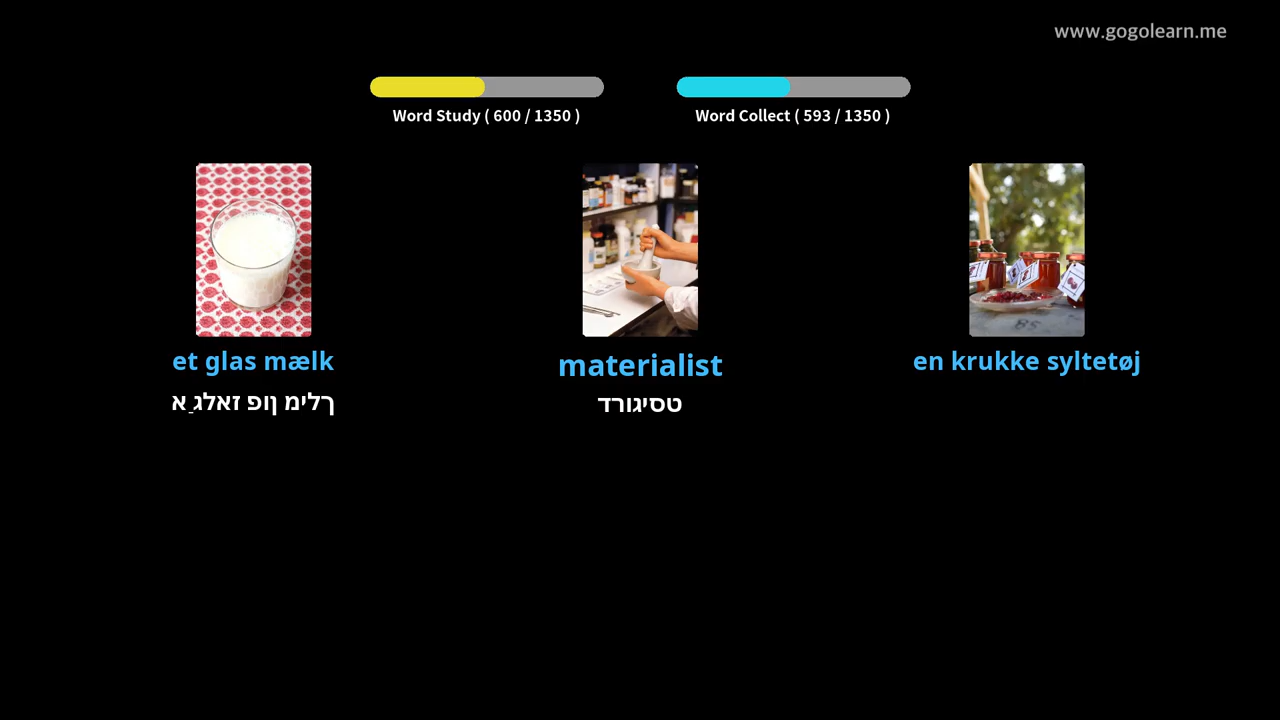 www.gogolearn.me
Word Study ( 600 / 1350 )
Word Collect ( 593 / 1350 )
et glas mælk
אַ גלאז פון מילך
materialist
דרוגיסט
en krukke syltetøj